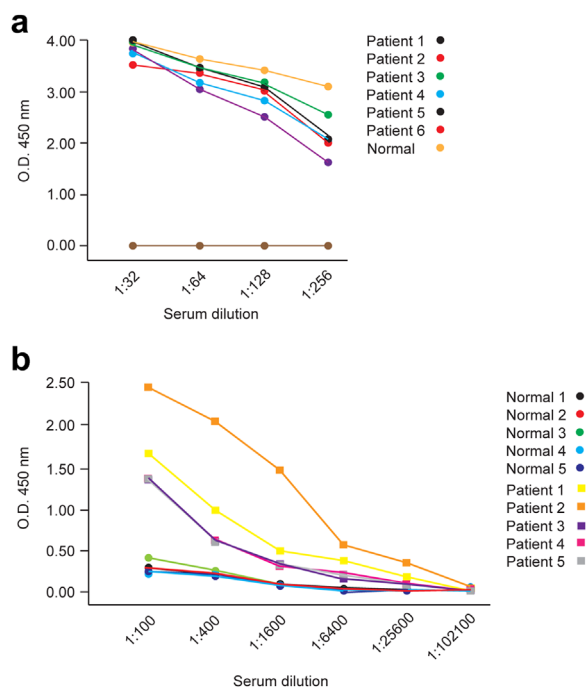 a
4.00
3.00
2.00
1.00
0.00
O.D. 450 nm
1:32
1:64
1:128
1:256
Serum dilution
Patient 1
Patient 2
Patient 3
Patient 4
Patient 5
Patient 6
Normal
b
2.50
2.00
1.50
1.00
0.50
0.00
O.D. 450 nm
1:100
1:400
1:1600
1:6400
1:25600
1:102100
Serum dilution
Normal 1
Normal 2
Normal 3
Normal 4
Normal 5
Patient 1
Patient 2
Patient 3
Patient 4
Patient 5